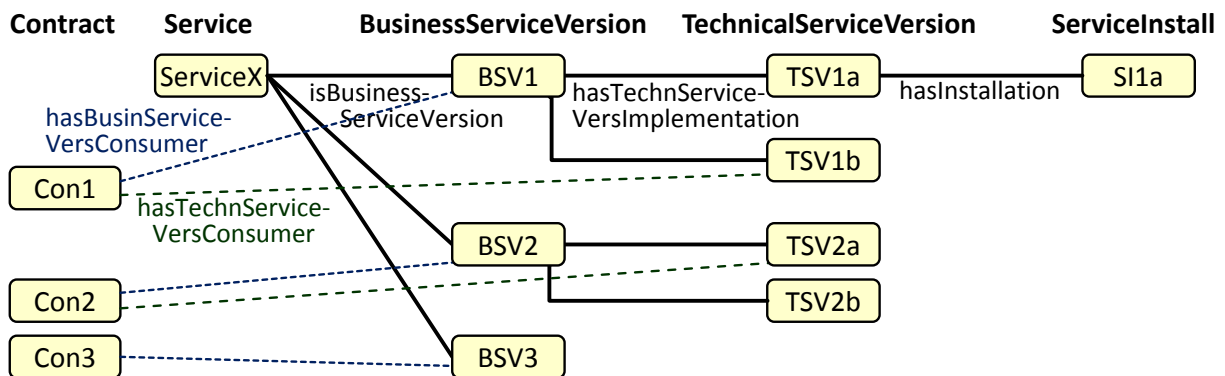 Contract Service BusinessServiceVersion TechnicalServiceVersion ServiceInstall
ServiceX BSV1 TSV1a SI1a
isBusiness-
ServiceVersion
hasTechnService-
VersImplementation
hasInstallation
hasBusinService-
VersConsumer
TSV1b
Con1
hasTechnService-
VersConsumer
BSV2 TSV2a
Con2 TSV2b
Con3 BSV3